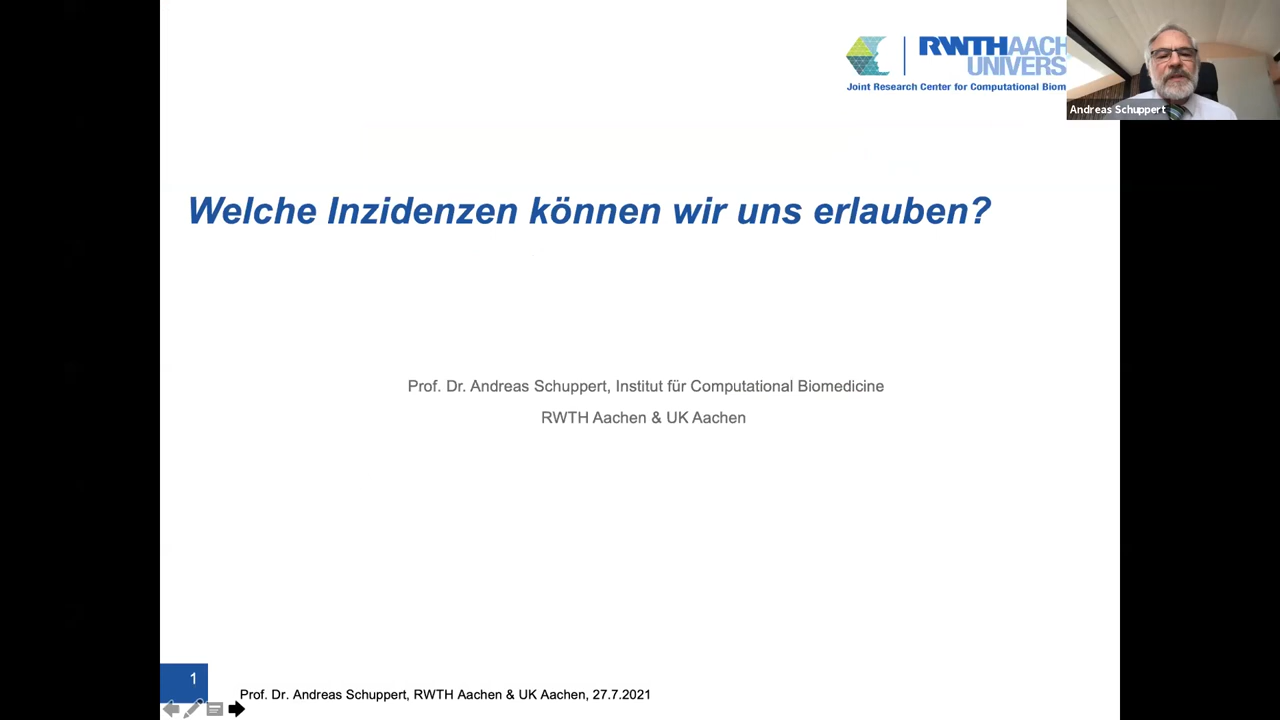 RWTHAACH
UNIVERS
Joint Research Center for Computational Biom
Andreas Schuppert
Welche Inzidenzen können wir uns erlauben?
Prof. Dr. Andreas Schuppert, Institut für Computational Biomedicine
RWTH Aachen & UK Aachen
1
Prof. Dr. Andreas Schuppert, RWTH Aachen & UK Aachen, 27.7.2021